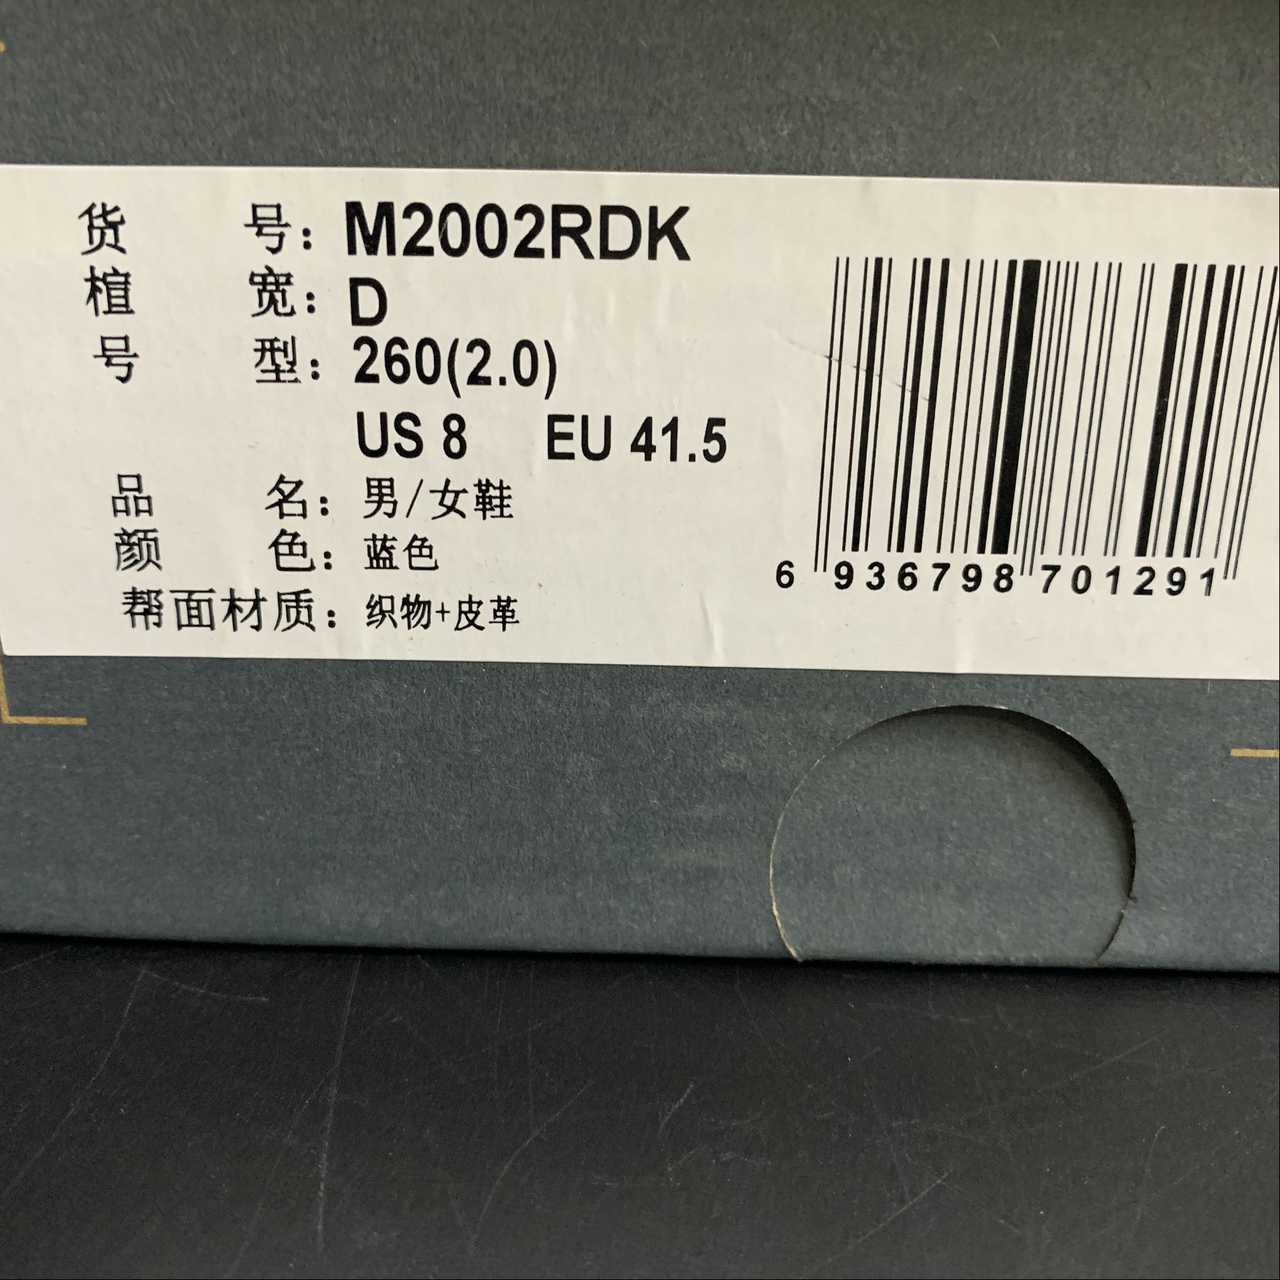 货 号：M2002RDK
楦 宽：D
号 型：260(2.0)
US 8 EU 41.5
品 名：男/女鞋
颜 色：蓝色
帮面材质：织物+皮革
6 936798 701291